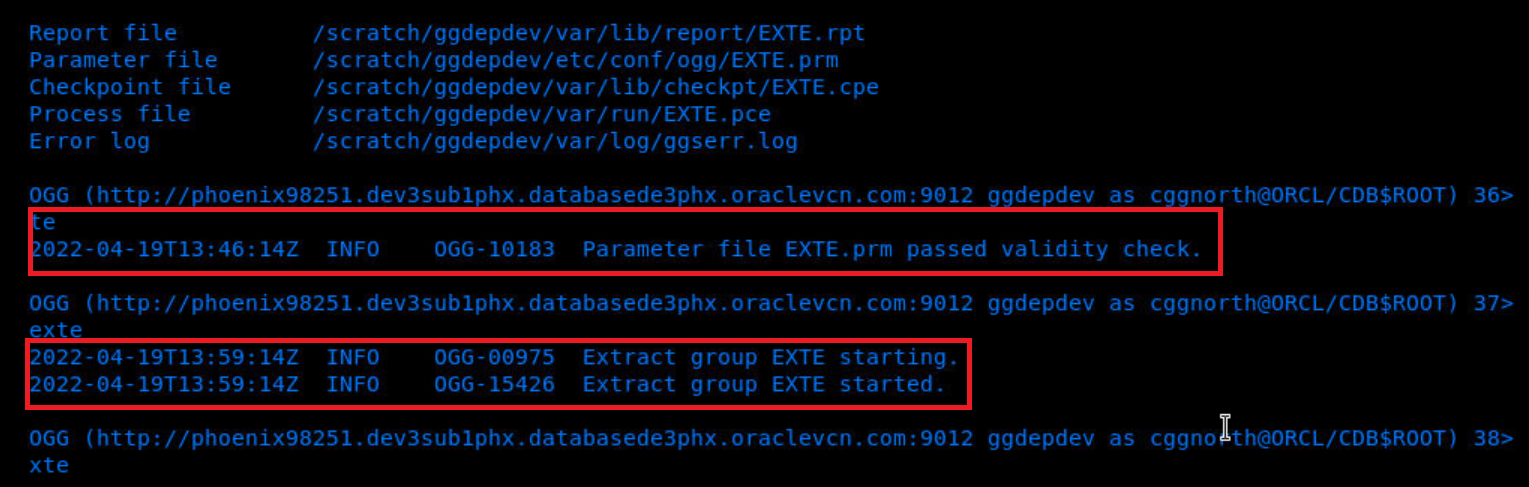 Report file /scratch/ggdepdev/var/lib/report/EXTE.rpt
Parameter file /scratch/ggdepdev/etc/conf/ogg/EXTE.prm
Checkpoint file /scratch/ggdepdev/var/lib/checkpt/EXTE.cpe
Process file /scratch/ggdepdev/var/run/EXTE.pce
Error log /scratch/ggdepdev/var/log/ggserr.log
OGG (http://phoenix98251.dev3sub1phx.databasede3phx.oraclevcn.com:9012 ggdepdev as cggnorth@ORCL/CDB$ROOT) 36>
te
2022-04-19T13:46:14Z INFO OGG-10183 Parameter file EXTE.prm passed validity check.
OGG (http://phoenix98251.dev3sub1phx.databasede3phx.oraclevcn.com:9012 ggdepdev as cggnorth@ORCL/CDB$ROOT) 37>
exte
2022-04-19T13:59:14Z INFO OGG-00975 Extract group EXTE starting.
2022-04-19T13:59:14Z INFO OGG-15426 Extract group EXTE started.
OGG (http://phoenix98251.dev3sub1phx.databasede3phx.oraclevcn.com:9012 ggdepdev as cggnorth@ORCL/CDB$ROOT) 38>
xte